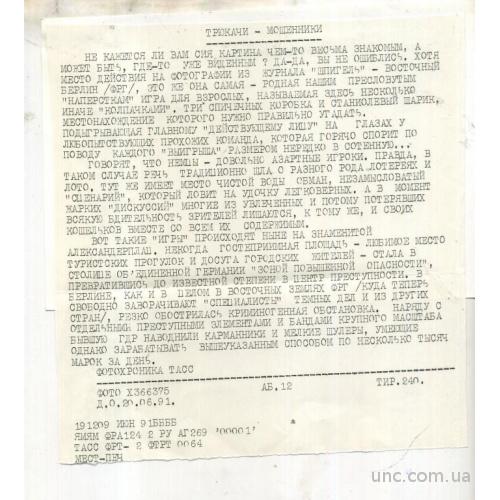 ТРЮКАЧИ - МОШЕННИКИ
НЕ КАЖЕТСЯ ЛИ ВАМ СИЯ КАРТИНА ЧЕМ-ТО ВЕСЬМА ЗНАКОМЫМ, А
МОЖЕТ БЫТЬ, ГДЕ-ТО УЖЕ ВИДЕННЫМ ? ДА-ДА, ВЫ НЕ ОШИБЛИСЬ. ХОТЯ
МЕСТО ДЕЙСТВИЯ НА ФОТОГРАФИИ ИЗ ЖУРНАЛА "ШПИГЕЛЬ" - ВОСТОЧНЫЙ
БЕРЛИН /ФРГ/, ЭТО ЖЕ ОНА САМАЯ - РОДНАЯ НАШИМ ПРЕСЛОВУТЫМ
"НАПЕРСТКАМ" ИГРА ДЛЯ ВЗРОСЛЫХ, НАЗЫВАЕМАЯ ЗДЕСЬ НЕСКОЛЬКО
ИНАЧЕ "КОЛПАЧКАМИ". ТРИ СПИЧЕЧНЫХ КОРОБКА И СТАНИОЛЕВЫЙ ШАРИК,
МЕСТОНАХОЖДЕНИЕ КОТОРОГО НУЖНО ПРАВИЛЬНО УГАДАТЬ.
ПОДЫГРЫВАЮЩАЯ ГЛАВНОМУ "ДЕЙСТВУЮЩЕМУ ЛИЦУ" НА ГЛАЗАХ У
ЛЮБОПЫТСТВУЮЩИХ ПРОХОЖИХ КОМАНДА, КОТОРАЯ ГОРЯЧО СПОРИТ ПО
ПОВОДУ КАЖДОГО "ВЫИГРЫША" РАЗМЕРОМ НЕРЕДКО В СОТЕННУЮ...
ГОВОРЯТ, ЧТО НЕМЦЫ - ДОВОЛЬНО АЗАРТНЫЕ ИГРОКИ. ПРАВДА, В
ТАКОМ СЛУЧАЕ РЕЧЬ ТРАДИЦИОННО ШЛА О РАЗНОГО РОДА ЛОТЕРЕЯХ И
ЛОТО. ТУТ ЖЕ ИМЕЕТ МЕСТО ЧИСТОЙ ВОДЫ ОБМАН, НЕЗАМЫСЛОВАТЫЙ
"СЦЕНАРИЙ", КОТОРЫЙ ЛОВИТ НА УДОЧКУ ЛЕГКОВЕРНЫХ. А В МОМЕНТ
ЖАРКИХ "ДИСКУССИЙ" МНОГИЕ ИЗ УВЛЕЧЕННЫХ И ПОТОМУ ПОТЕРЯВШИХ
ВСЯКУЮ БДИТЕЛЬНОСТЬ ЗРИТЕЛЕЙ ЛИШАЮТСЯ, К ТОМУ ЖЕ, И СВОИХ
КОШЕЛЬКОВ ВМЕСТЕ СО ВСЕМ ИХ СОДЕРЖИМЫМ.
ВОТ ТАКИЕ "ИГРЫ" ПРОИСХОДЯТ НЫНЕ НА ЗНАМЕНИТОЙ
АЛЕКСАНДЕРПЛАЦ. НЕКОГДА ГОСТЕПРИИМНАЯ ПЛОЩАДЬ - ЛЮБИМОЕ МЕСТО
ТУРИСТСКИХ ПРОГУЛОК И ДОСУГА ГОРОДСКИХ ЖИТЕЛЕЙ - СТАЛА В
СТОЛИЦЕ ОБ'ЕДИНЕННОЙ ГЕРМАНИИ "ЗОНОЙ ПОВЫШЕННОЙ ОПАСНОСТИ",
ПРЕВРАТИВШИСЬ ДО ИЗВЕСТНОЙ СТЕПЕНИ В ЦЕНТР ПРЕСТУПНОСТИ. В
БЕРЛИНЕ, КАК И В ЦЕЛОМ В ВОСТОЧНЫХ ЗЕМЛЯХ ФРГ /КУДА ТЕПЕРЬ
СВОБОДНО ЗАВОРАЧИВАЮТ "СПЕЦИАЛИСТЫ" ТЕМНЫХ ДЕЛ И ИЗ ДРУГИХ
СТРАН/, РЕЗКО ОБОСТРИЛАСЬ КРИМИНОГЕННАЯ ОБСТАНОВКА. НАРЯДУ С
ОТДЕЛЬНЫМИ ПРЕСТУПНЫМИ ЭЛЕМЕНТАМИ И БАНДАМИ КРУПНОГО МАСШТАБА
БЫВШУЮ ГДР НАВОДНИЛИ КАРМАННИКИ И МЕЛКИЕ ШУЛЕРЫ, УМЕЮЩИЕ
ОДНАКО ЗАРАБАТЫВАТЬ ВЫШЕУКАЗАННЫМ СПОСОБОМ ПО НЕСКОЛЬКО ТЫСЯЧ
МАРОК ЗА ДЕНЬ.
ФОТОХРОНИКА ТАСС
ФОТО Х366375 АБ.12 ТИР.240.
Д.О.20.06.91.
191209 ИЮН 91ББББ
ЯМЯМ ФРА124 2 РУ АГ269 '00001'
ТАСС ФРТ- 2 ФТРТ 0064
МЕСТ-ПЕЧ
unc.com.ua